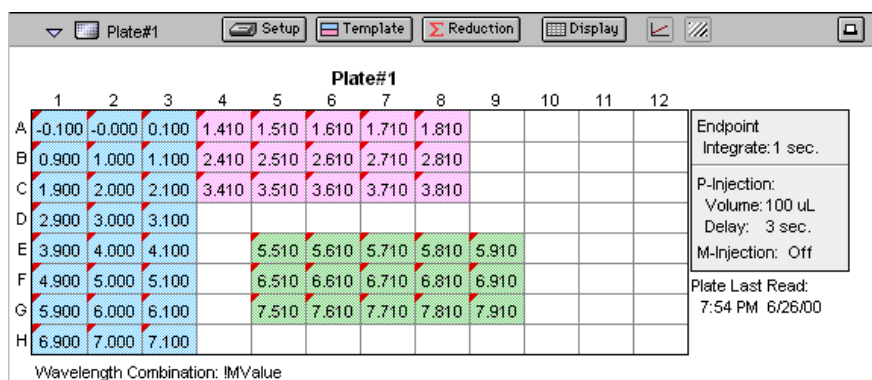 Plate#1 Setup Template Σ Reduction Display
Plate#1
1 2 3 4 5 6 7 8 9 10 11 12
A -0.100 -0.000 0.100 1.410 1.510 1.610 1.710 1.810
B 0.900 1.000 1.100 2.410 2.510 2.610 2.710 2.810
C 1.900 2.000 2.100 3.410 3.510 3.610 3.710 3.810
D 2.900 3.000 3.100
E 3.900 4.000 4.100 5.510 5.610 5.710 5.810 5.910
F 4.900 5.000 5.100 6.510 6.610 6.710 6.810 6.910
G 5.900 6.000 6.100 7.510 7.610 7.710 7.810 7.910
H 6.900 7.000 7.100
Endpoint
Integrate: 1 sec.
P-Injection:
Volume: 100 uL
Delay: 3 sec.
M-Injection: Off
Plate Last Read:
7:54 PM 6/26/00
Wavelength Combination: !MValue